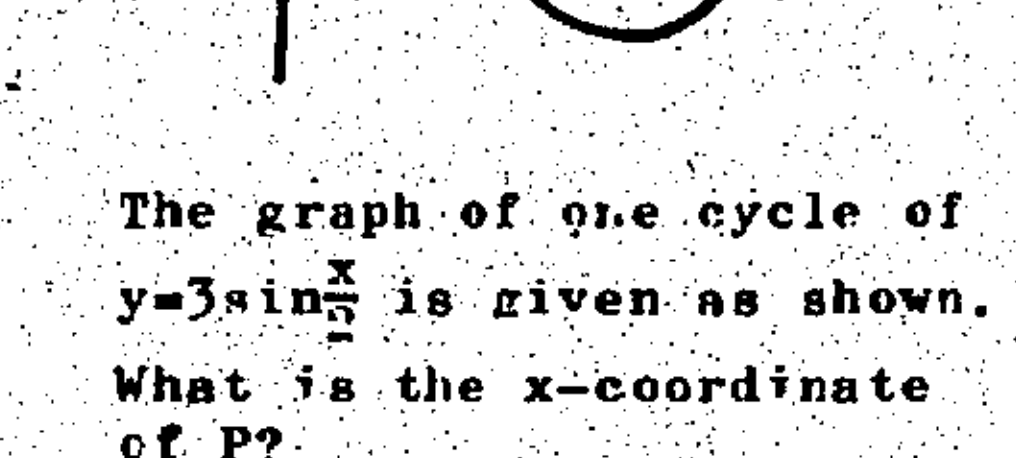 The graph of one cycle of
y=3sin x/2 is given as shown.
What is the x-coordinate
of P?